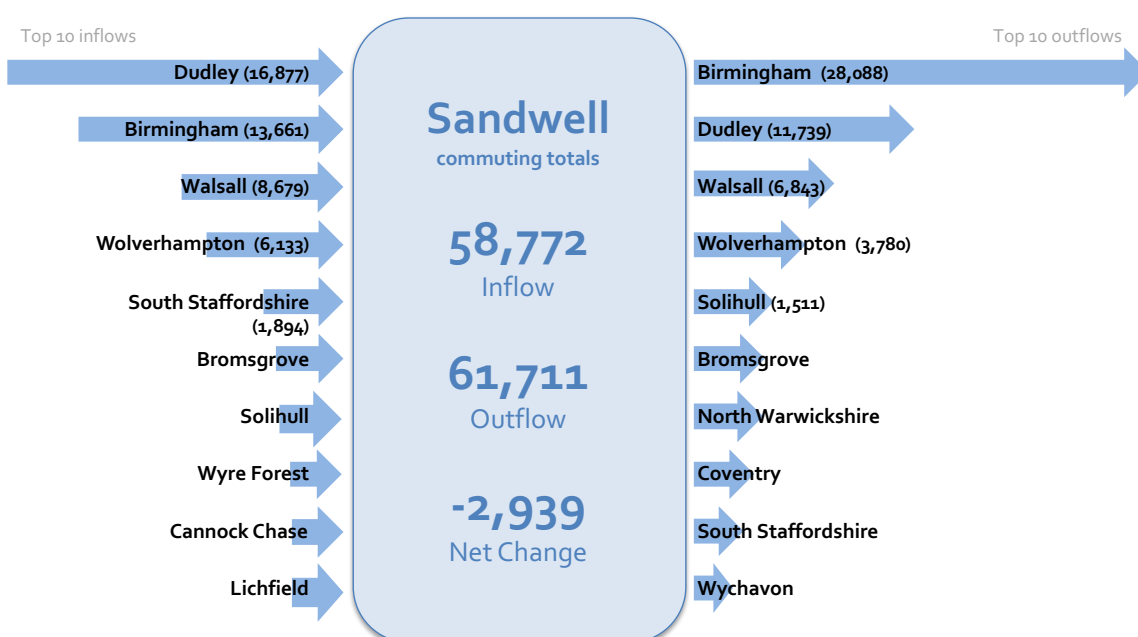 Top 10 inflows
Top 10 outflows
Dudley (16,877)
Birmingham (13,661)
Walsall (8,679)
Wolverhampton (6,133)
South Staffordshire
(1,894)
Bromsgrove
Solihull
Wyre Forest
Cannock Chase
Lichfield
Sandwell
commuting totals
58,772
Inflow
61,711
Outflow
-2,939
Net Change
Birmingham (28,088)
Dudley (11,739)
Walsall (6,843)
Wolverhampton (3,780)
Solihull (1,511)
Bromsgrove
North Warwickshire
Coventry
South Staffordshire
Wychavon